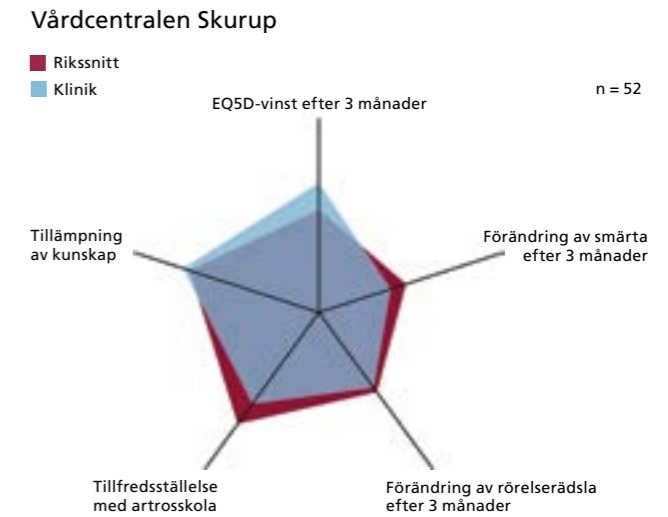 Vårdcentralen Skurup
Rikssnitt
Klinik
n = 52
EQ5D-vinst efter 3 månader
Tillämpning
av kunskap
Förändring av smärta
efter 3 månader
Tillfredsställelse
med artrosskola
Förändring av rörelserädsla
efter 3 månader